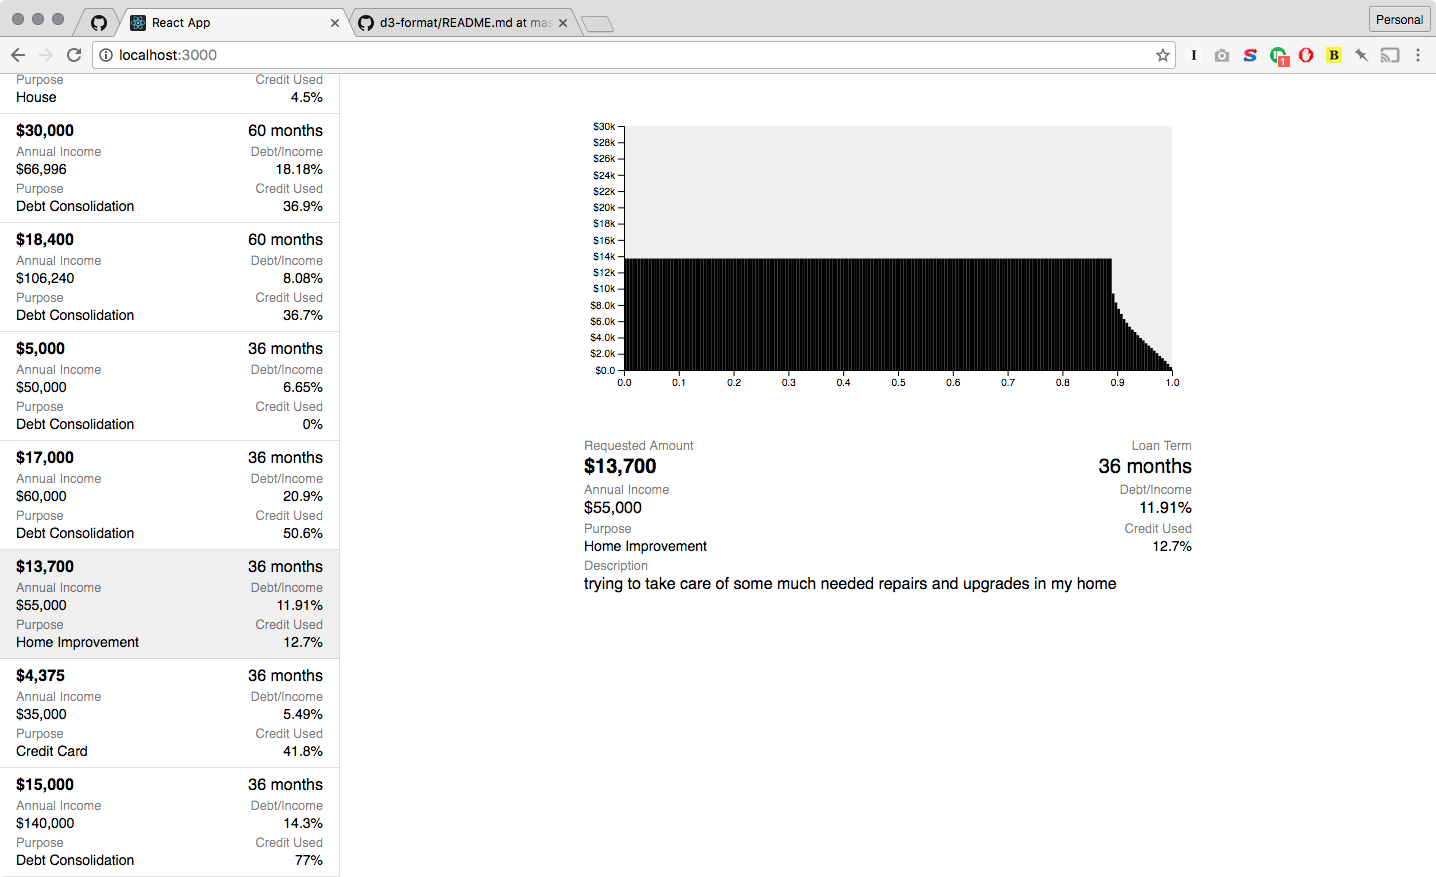 React App
d3-format/README.md at mas
Personal
localhost:3000
I
1
B
Purpose Credit Used
House 4.5%
$30,000 60 months
Annual Income Debt/Income
$66,996 18.18%
Purpose Credit Used
Debt Consolidation 36.9%
$18,400 60 months
Annual Income Debt/Income
$106,240 8.08%
Purpose Credit Used
Debt Consolidation 36.7%
$5,000 36 months
Annual Income Debt/Income
$50,000 6.65%
Purpose Credit Used
Debt Consolidation 0%
$17,000 36 months
Annual Income Debt/Income
$60,000 20.9%
Purpose Credit Used
Debt Consolidation 50.6%
$13,700 36 months
Annual Income Debt/Income
$55,000 11.91%
Purpose Credit Used
Home Improvement 12.7%
$4,375 36 months
Annual Income Debt/Income
$35,000 5.49%
Purpose Credit Used
Credit Card 41.8%
$15,000 36 months
Annual Income Debt/Income
$140,000 14.3%
Purpose Credit Used
Debt Consolidation 77%
$30k
$28k
$26k
$24k
$22k
$20k
$18k
$16k
$14k
$12k
$10k
$8.0k
$6.0k
$4.0k
$2.0k
$0.0
0.0 0.1 0.2 0.3 0.4 0.5 0.6 0.7 0.8 0.9 1.0
Requested Amount Loan Term
$13,700 36 months
Annual Income Debt/Income
$55,000 11.91%
Purpose Credit Used
Home Improvement 12.7%
Description
trying to take care of some much needed repairs and upgrades in my home